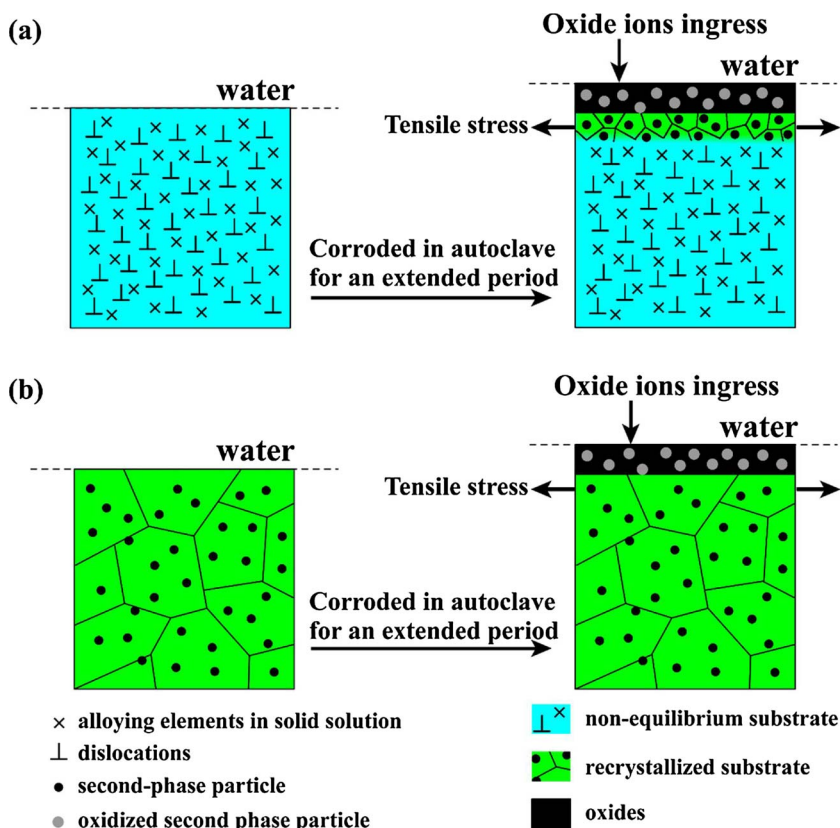 (a)
Oxide ions ingress
water
water
Tensile stress
Corroded in autoclave
for an extended period
(b)
Oxide ions ingress
water
water
Tensile stress
Corroded in autoclave
for an extended period
× alloying elements in solid solution
⊥ dislocations
second-phase particle
oxidized second phase particle
non-equilibrium substrate
recrystallized substrate
oxides